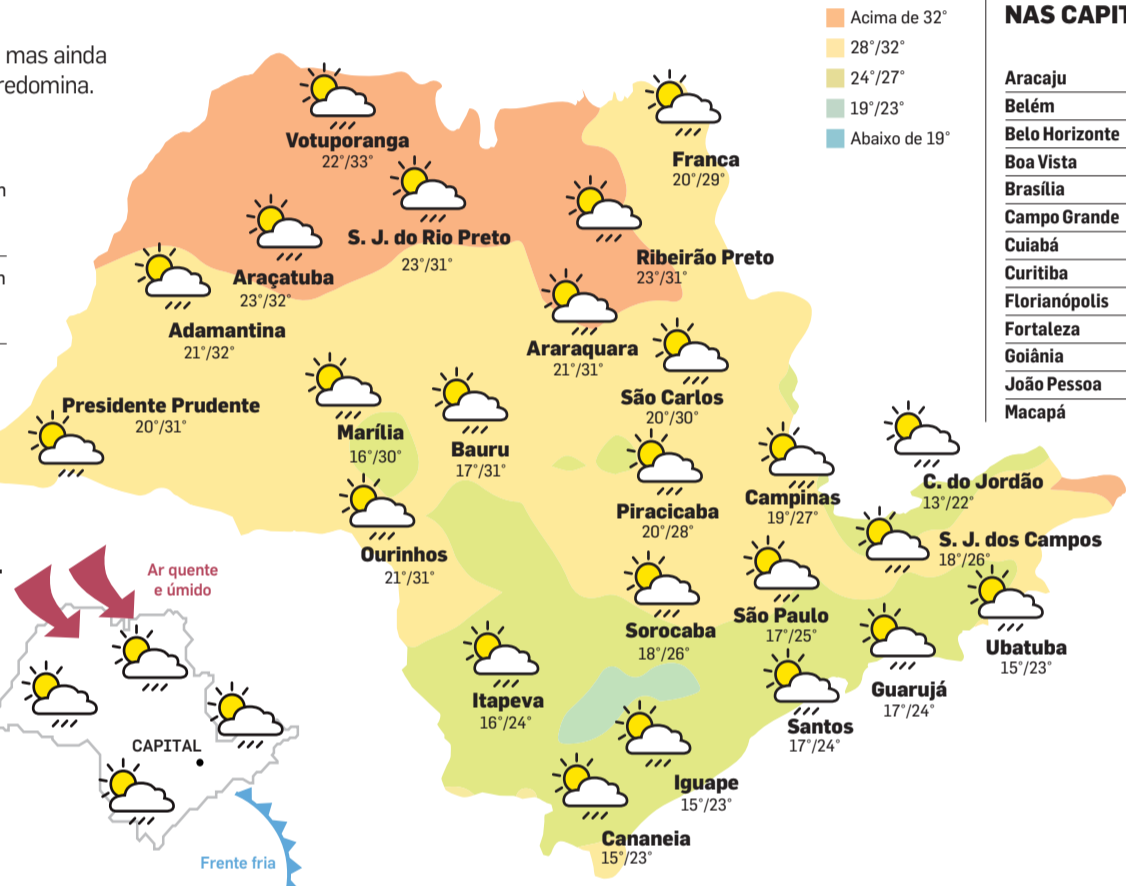 mas ainda
redomina.
Acima de 32°
28°/32°
24°/27°
19°/23°
Abaixo de 19°
NAS CAPIT
Aracaju
Belém
Belo Horizonte
Boa Vista
Brasília
Campo Grande
Cuiabá
Curitiba
Florianópolis
Fortaleza
Goiânia
João Pessoa
Macapá
Votuporanga
22°/33°
Franca
20°/29°
S. J. do Rio Preto
23°/31°
Ribeirão Preto
23°/31°
Araçatuba
23°/32°
Adamantina
21°/32°
Araraquara
21°/31°
São Carlos
20°/30°
Presidente Prudente
20°/31°
Marília
16°/30°
Bauru
17°/31°
Piracicaba
20°/28°
Campinas
19°/27°
C. do Jordão
13°/22°
Ourinhos
21°/31°
S. J. dos Campos
18°/26°
Sorocaba
18°/26°
São Paulo
17°/25°
Ubatuba
15°/23°
Itapeva
16°/24°
Guarujá
17°/24°
Santos
17°/24°
Iguape
15°/23°
Cananeia
15°/23°
Ar quente
e úmido
CAPITAL
Frente fria